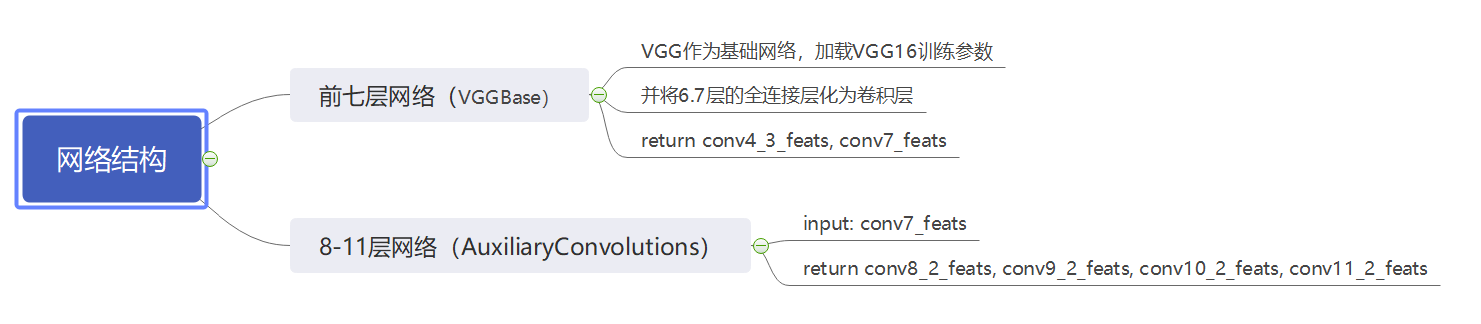 网络结构
前七层网络（VGGBase）
VGG作为基础网络，加载VGG16训练参数
并将6.7层的全连接层化为卷积层
return conv4_3_feats, conv7_feats
8-11层网络（AuxiliaryConvolutions）
input: conv7_feats
return conv8_2_feats, conv9_2_feats, conv10_2_feats, conv11_2_feats